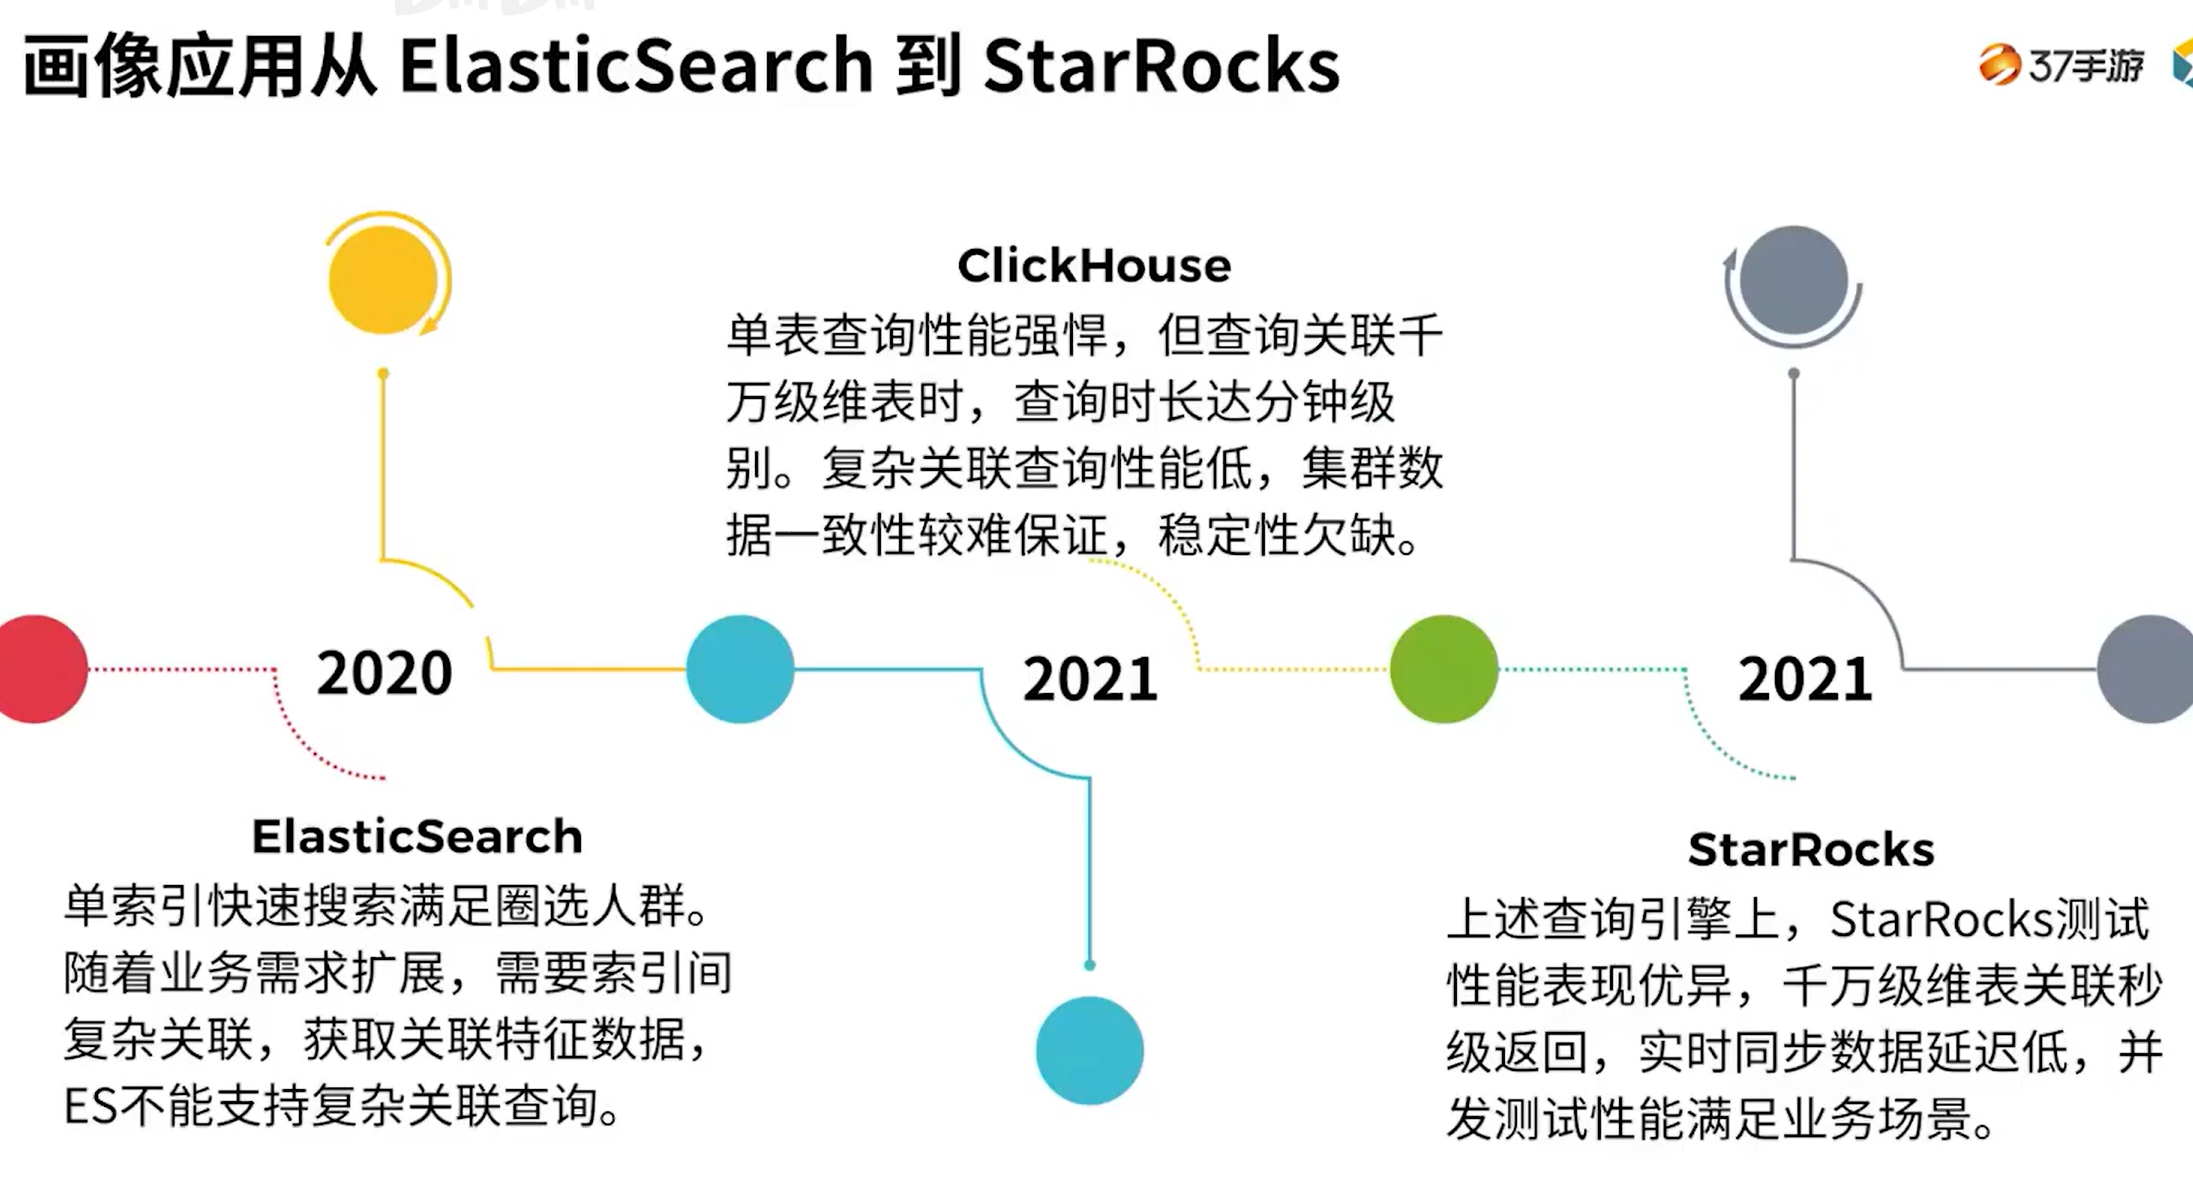 画像应用从 ElasticSearch 到 StarRocks
37手游
ClickHouse
单表查询性能强悍，但查询关联千
万级维表时，查询时长达分钟级
别。复杂关联查询性能低，集群数
据一致性较难保证，稳定性欠缺。
2020
2021
2021
ElasticSearch
单索引快速搜索满足圈选人群。
随着业务需求扩展，需要索引间
复杂关联，获取关联特征数据，
ES不能支持复杂关联查询。
StarRocks
上述查询引擎上，StarRocks测试
性能表现优异，千万级维表关联秒
级返回，实时同步数据延迟低，并
发测试性能满足业务场景。